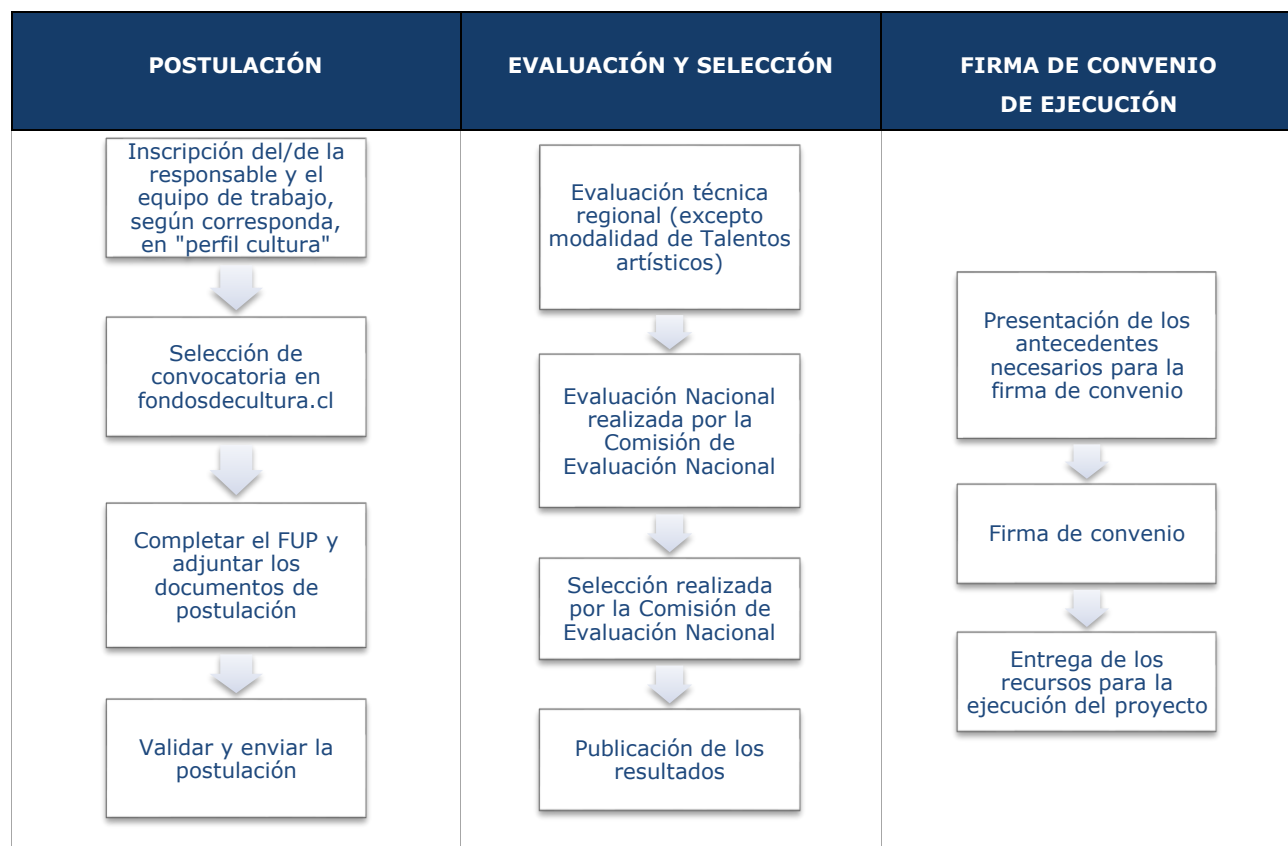 POSTULACIÓN
Inscripción del/de la
responsable y el
equipo de trabajo,
según corresponda,
en "perfil cultura"
Selección de
convocatoria en
fondosdecultura.cl
Completar el FUP y
adjuntar los
documentos de
postulación
Validar y enviar la
postulación
EVALUACIÓN Y SELECCIÓN
Evaluación técnica
regional (excepto
modalidad de Talentos
artísticos)
Evaluación Nacional
realizada por la
Comisión de
Evaluación Nacional
Selección realizada
por la Comisión de
Evaluación Nacional
Publicación de los
resultados
FIRMA DE CONVENIO
DE EJECUCIÓN
Presentación de los
antecedentes
necesarios para la
firma de convenio
Firma de convenio
Entrega de los
recursos para la
ejecución del proyecto